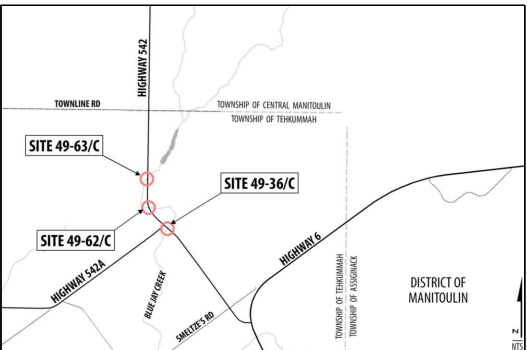 HIGHWAY 542
TOWNLINE RD
TOWNSHIP OF CENTRAL MANITOULIN
TOWNSHIP OF TEHKUMMAH
SITE 49-63/C
SITE 49-36/C
SITE 49-62/C
HIGHWAY 542A
BLUE JAY CREEK
SMELTZE'S RD
HIGHWAY 6
TOWNSHIP OF TEHKUMMAH
TOWNSHIP OF ASSIGINACK
DISTRICT OF
MANITOULIN
N
NTS